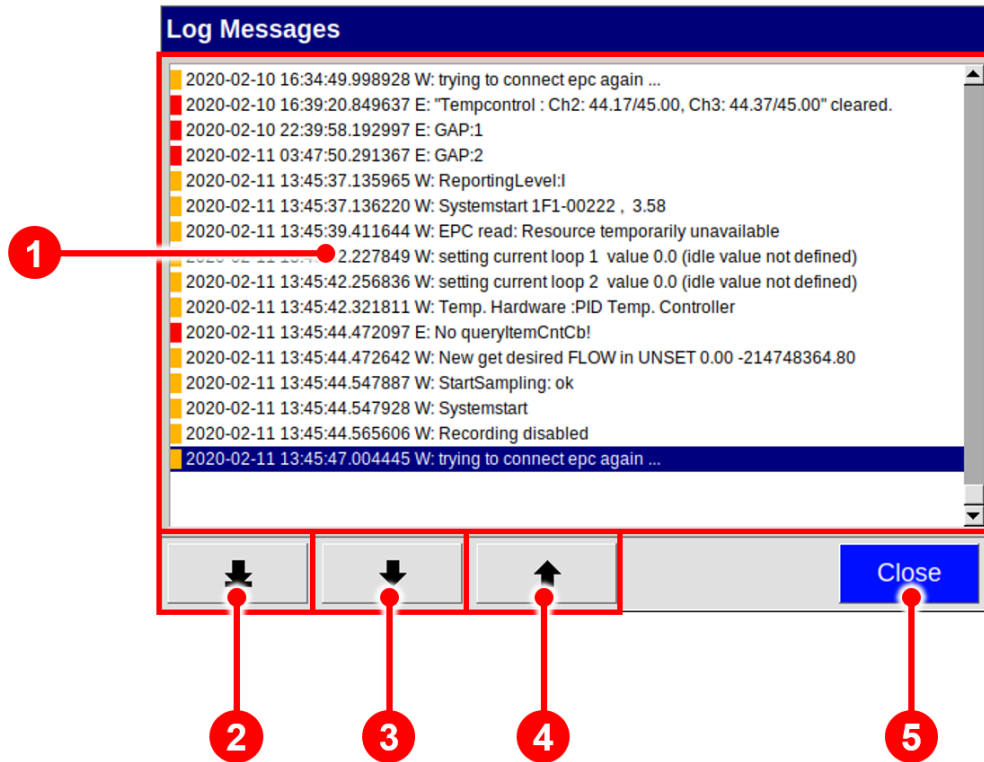 Log Messages
2020-02-10 16:34:49.998928 W: trying to connect epc again ...
2020-02-10 16:39:20.849637 E: "Tempcontrol : Ch2: 44.17/45.00, Ch3: 44.37/45.00" cleared.
2020-02-10 22:39:58.192997 E: GAP:1
2020-02-11 03:47:50.291367 E: GAP:2
2020-02-11 13:45:37.135965 W: ReportingLevel:I
2020-02-11 13:45:37.136220 W: Systemstart 1F1-00222 , 3.58
2020-02-11 13:45:39.411644 W: EPC read: Resource temporarily unavailable
1 2.227849 W: setting current loop 1 value 0.0 (idle value not defined)
2020-02-11 13:45:42.256836 W: setting current loop 2 value 0.0 (idle value not defined)
2020-02-11 13:45:42.321811 W: Temp. Hardware :PID Temp. Controller
2020-02-11 13:45:44.472097 E: No queryItemCntCb!
2020-02-11 13:45:44.472642 W: New get desired FLOW in UNSET 0.00 -214748364.80
2020-02-11 13:45:44.547887 W: StartSampling: ok
2020-02-11 13:45:44.547928 W: Systemstart
2020-02-11 13:45:44.565606 W: Recording disabled
2020-02-11 13:45:47.004445 W: trying to connect epc again ...
Close
2 3 4 5